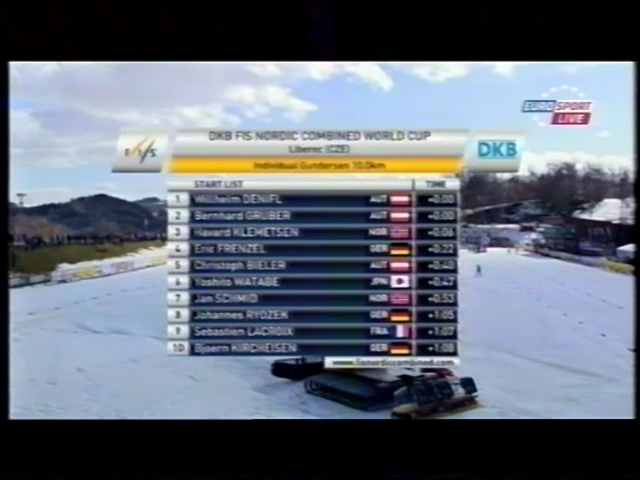 EUROSPORT
LIVE
DKB FIS NORDIC COMBINED WORLD CUP
Liberec (CZE)
FIS
DKB
Individual Gundersen 10.0km
START LIST TIME
1 Willhelm DENIFL AUT +0:00
2 Bernhard GRUBER AUT +0:00
3 Havard KLEMETSEN NOR +0:06
4 Eric FRENZEL GER +0:22
5 Christoph BIELER AUT +0:40
6 Yoshito WATABE JPN +0:47
7 Jan SCHMID NOR +0:53
8 Johannes RYDZEK GER +1:05
9 Sebastien LACROIX FRA +1:07
10 Bjoern KIRCHEISEN GER +1:08
www.fisnordiccombined.com